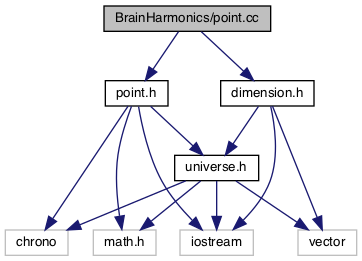 BrainHarmonics/point.cc
point.h
dimension.h
universe.h
chrono
math.h
iostream
vector